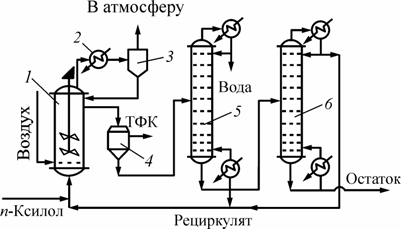 В атмосферу
2
3
1
Воздух
ТФК
4
Вода
5
6
Остаток
n-Ксилол
Рециркулят